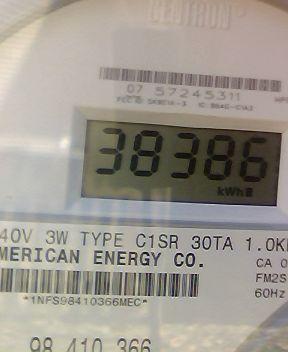 CENTRON®
07 57245311
38386
kWh
40V 3W TYPE C1SR 30TA 1.0K
MERICAN ENERGY CO.
CA 0
FM2S
*1NFS98410366MEC*
60Hz
98 410 366